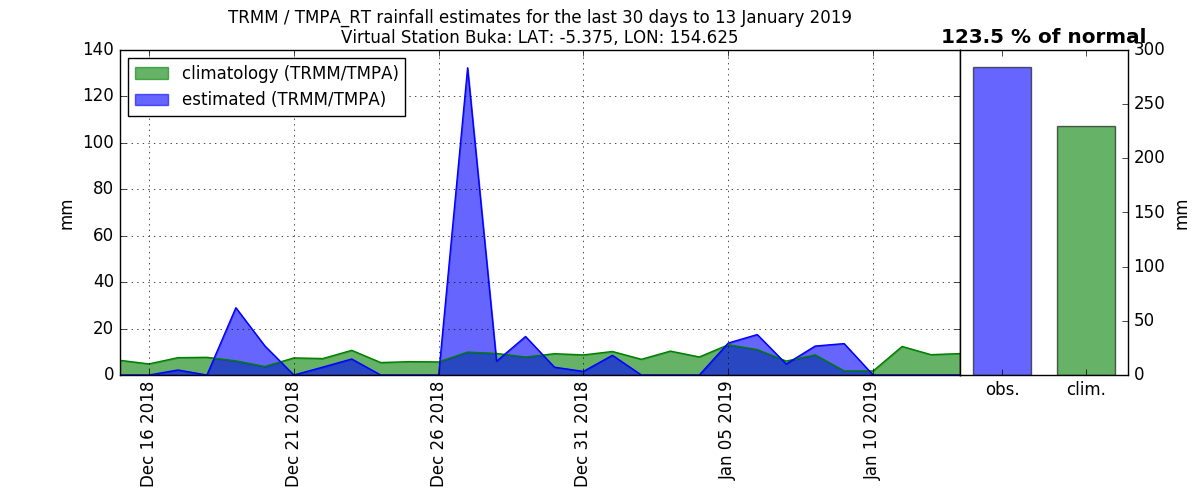 TRMM / TMPA_RT rainfall estimates for the last 30 days to 13 January 2019
Virtual Station Buka: LAT: -5.375, LON: 154.625
123.5 % of normal
climatology (TRMM/TMPA)
estimated (TRMM/TMPA)
140
120
100
80
60
40
20
0
mm
Dec 16 2018
Dec 21 2018
Dec 26 2018
Dec 31 2018
Jan 05 2019
Jan 10 2019
300
250
200
150
100
50
0
mm
obs.
clim.